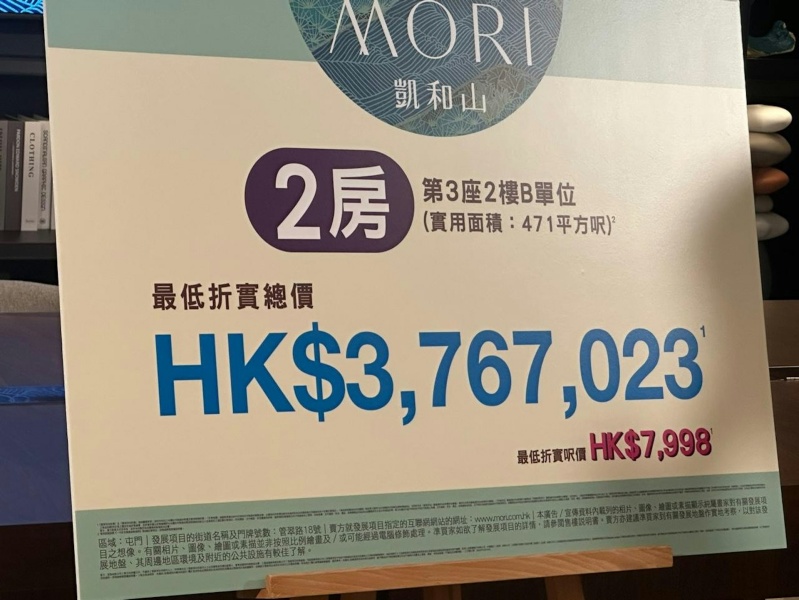 MORI
凱和山
2房
第3座2樓B單位
(實用面積：471平方呎)²
最低折實總價
HK$3,767,023¹
最低折實呎價 HK$7,998¹
區域：屯門 | 發展項目的街道名稱及門牌號數：管翠路18號 | 賣方就發展項目指定的互聯網網站的網址：www.mori.com.hk | 本廣告／宣傳資料內載列的相片、圖像、繪圖或素描顯示純屬畫家對有關發展項
目之想像。有關相片、圖像、繪圖或素描並非按照比例繪畫及／或可能經過電腦修飾處理。準買家如欲了解發展項目的詳情，請參閱售樓說明書。賣方亦建議準買家到有關發展地盤作實地考察，以對該發
展地盤、其周邊地區環境及附近的公共設施有較佳了解。
CLOTHING